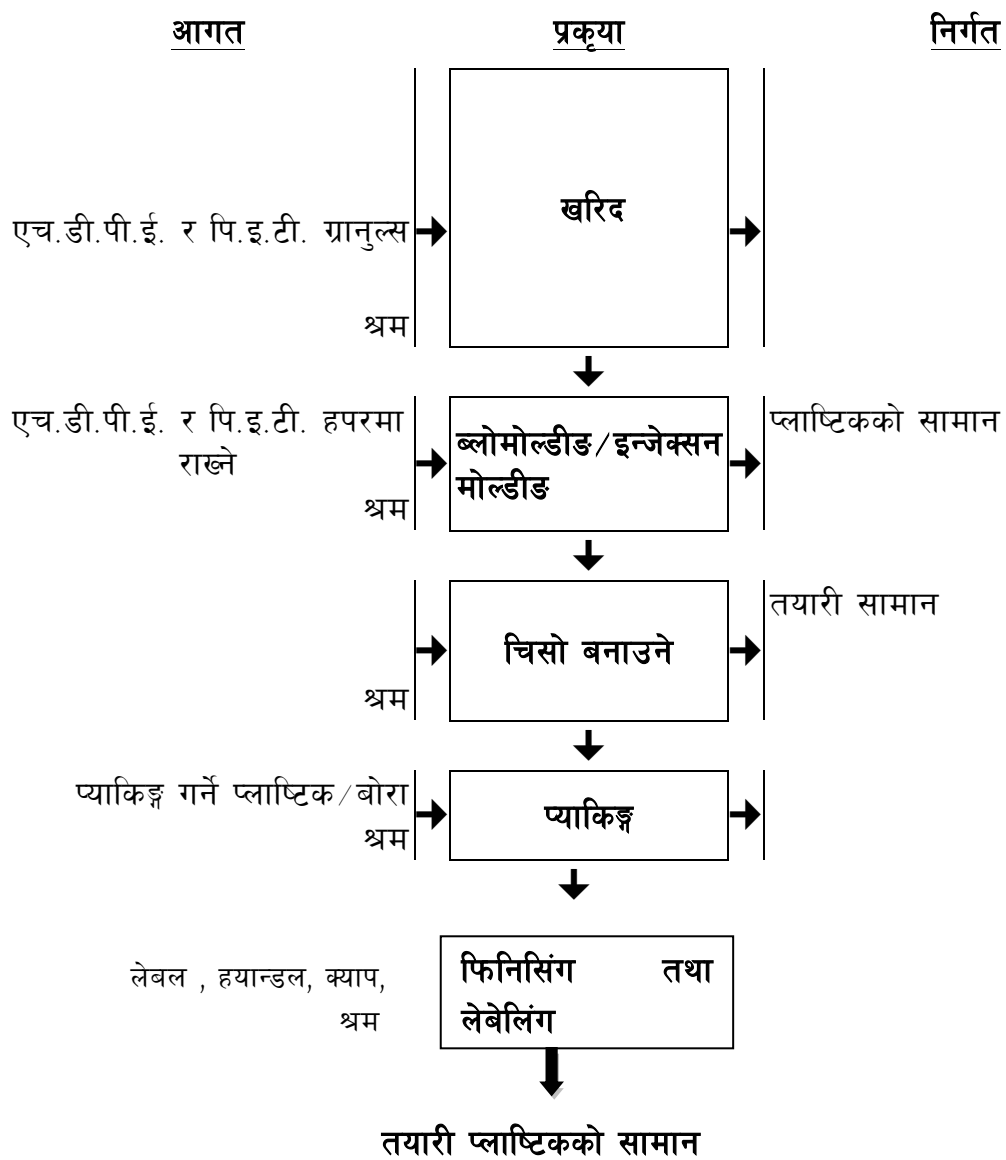 आगत प्रकृया निर्गत
खरिद
एच.डी.पी.ई. र पि.इ.टी. ग्रानुल्स
श्रम
एच.डी.पी.ई. र पि.इ.टी. हपरमा
राख्ने
श्रम
ब्लोमोल्डीङ/इन्जेक्सन
मोल्डीङ
प्लाष्टिकको सामान
श्रम
चिसो बनाउने
तयारी सामान
प्याकिङ्ग गर्ने प्लाष्टिक/बोरा
श्रम
प्याकिङ्ग
लेबल , हयान्डल, क्याप,
श्रम
फिनिसिंग तथा
लेबेलिंग
तयारी प्लाष्टिकको सामान